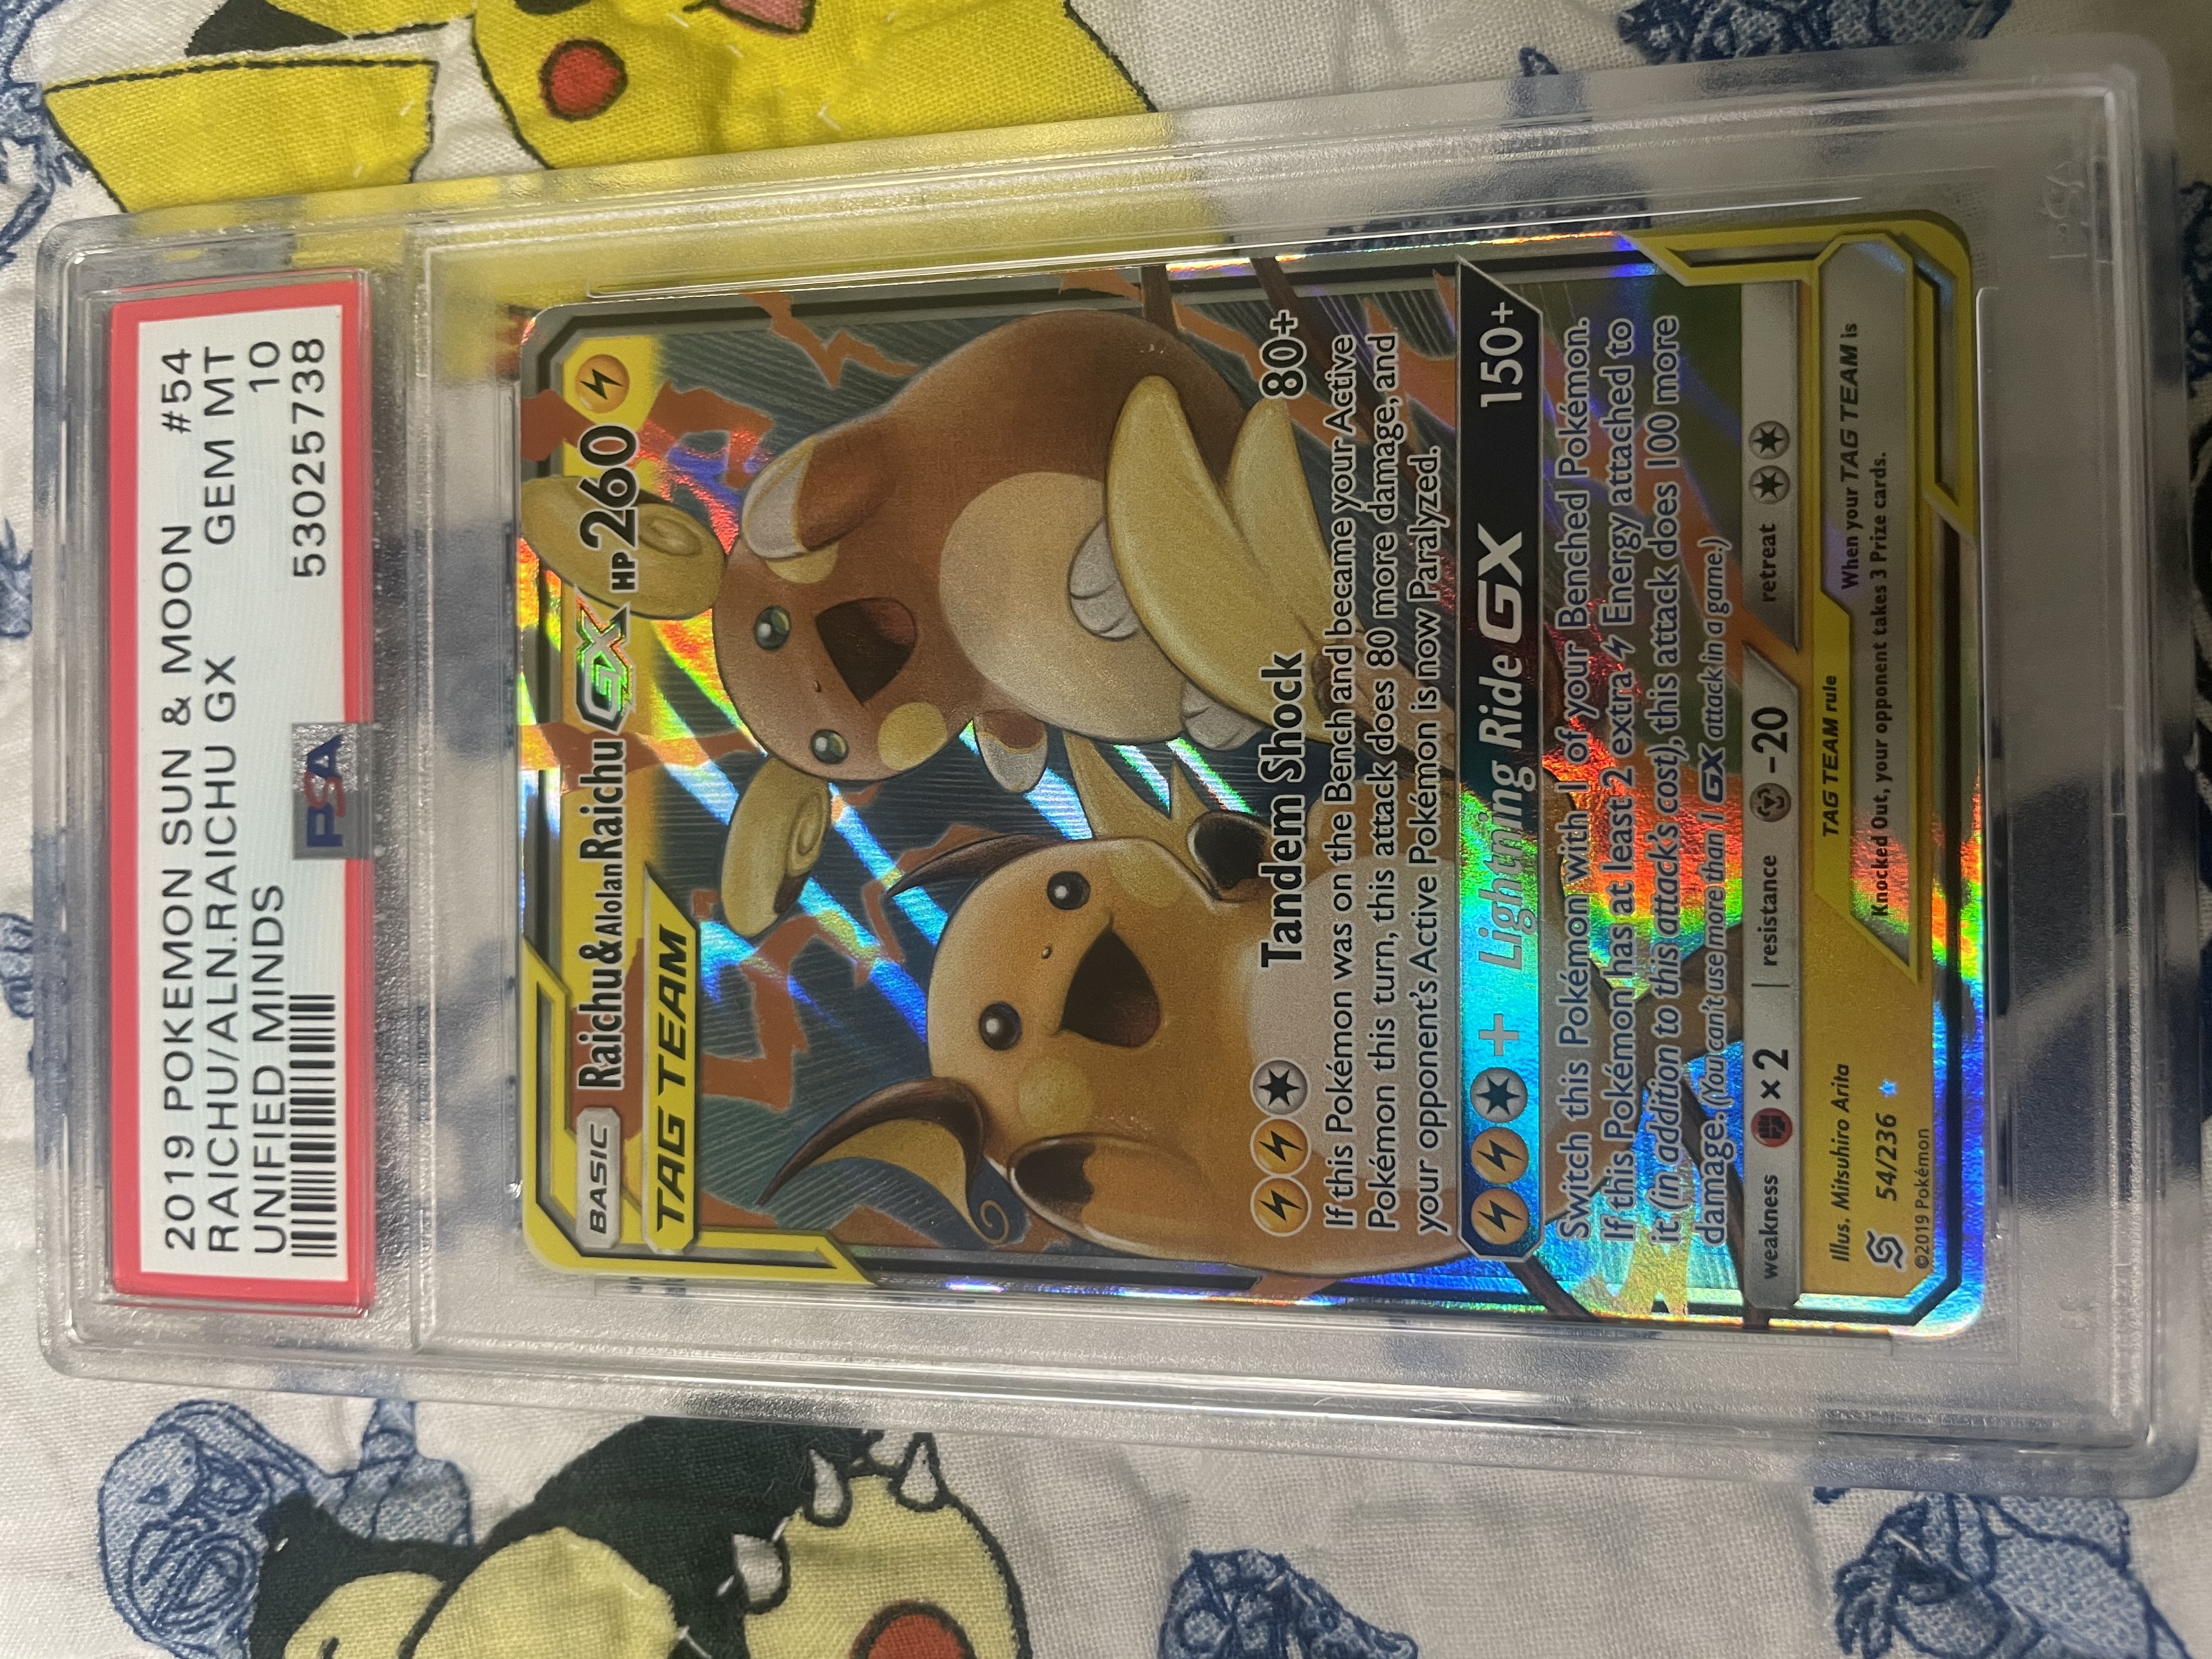 2019 POKEMON SUN & MOON #54
RAICHU/ALN.RAICHU GX GEM MT
UNIFIED MINDS 10
PSA 53025738
BASIC Raichu & Alolan Raichu GX HP 260
TAG TEAM
Tandem Shock 80+
If this Pokémon was on the Bench and became your Active
Pokémon this turn, this attack does 80 more damage, and
your opponent's Active Pokémon is now Paralyzed.
+ Lightning Ride GX 150+
Switch this Pokémon with 1 of your Benched Pokémon.
If this Pokémon has at least 2 extra Energy attached to
it (in addition to this attack's cost), this attack does 100 more
damage. (You can't use more than 1 GX attack in a game.)
weakness ×2 | resistance -20 retreat
Illus. Mitsuhiro Arita
TAG TEAM rule
When your TAG TEAM is
Knocked Out, your opponent takes 3 Prize cards.
54/236
©2019 Pokémon
PSA